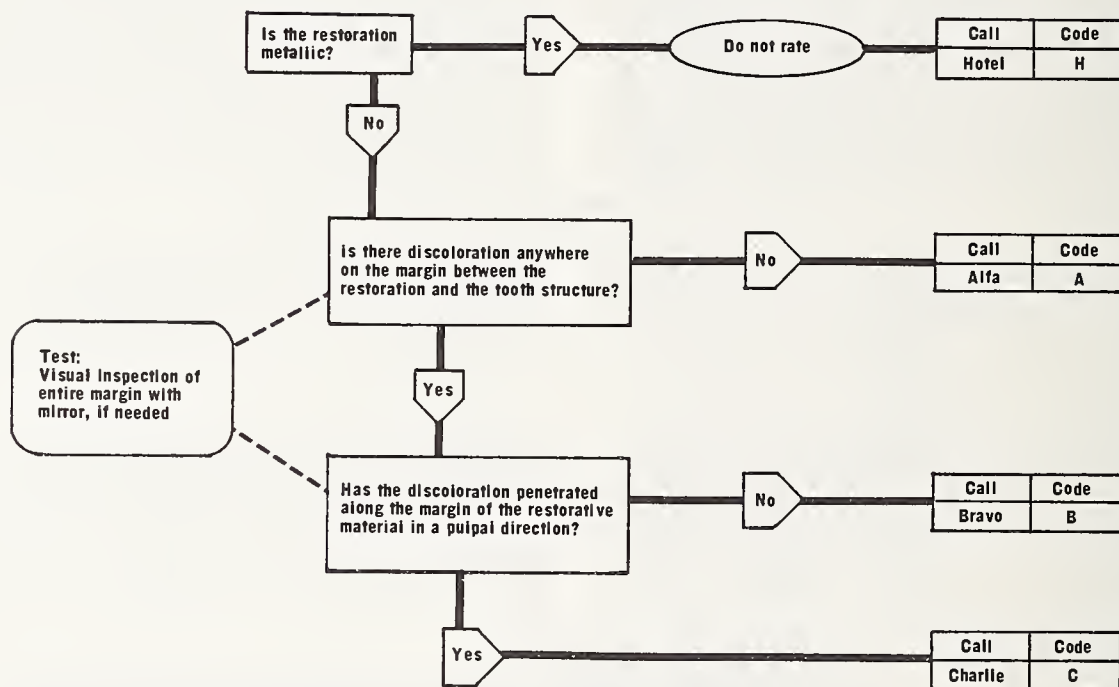 Is the restoration
metallic?
Yes
Do not rate
Call Code
Hotel H
No
Is there discoloration anywhere
on the margin between the
restoration and the tooth structure?
No
Call Code
Alfa A
Test:
Visual Inspection of
entire margin with
mirror, if needed
Yes
Has the discoloration penetrated
along the margin of the restorative
material in a pulpal direction?
No
Call Code
Bravo B
Yes
Call Code
Charlie C